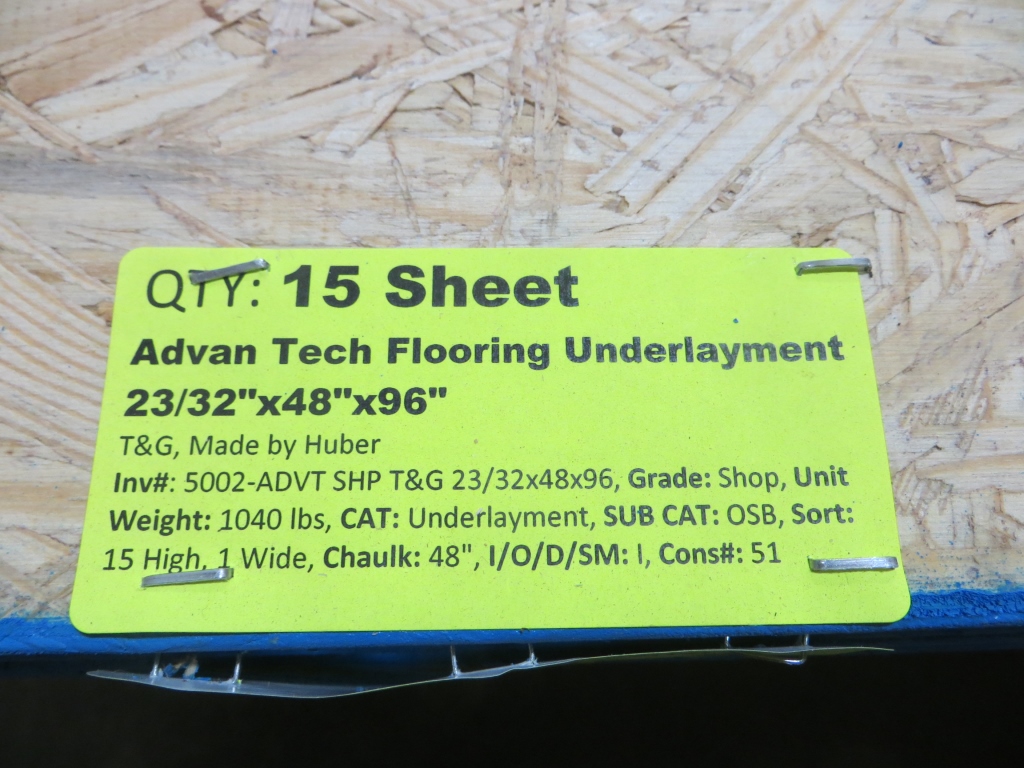 QTY: 15 Sheet
Advan Tech Flooring Underlayment
23/32"x48"x96"
T&G, Made by Huber
Inv#: 5002-ADVT SHP T&G 23/32x48x96, Grade: Shop, Unit
Weight: 1040 lbs, CAT: Underlayment, SUB CAT: OSB, Sort:
15 High, 1 Wide, Chaulk: 48", I/O/D/SM: I, Cons#: 51